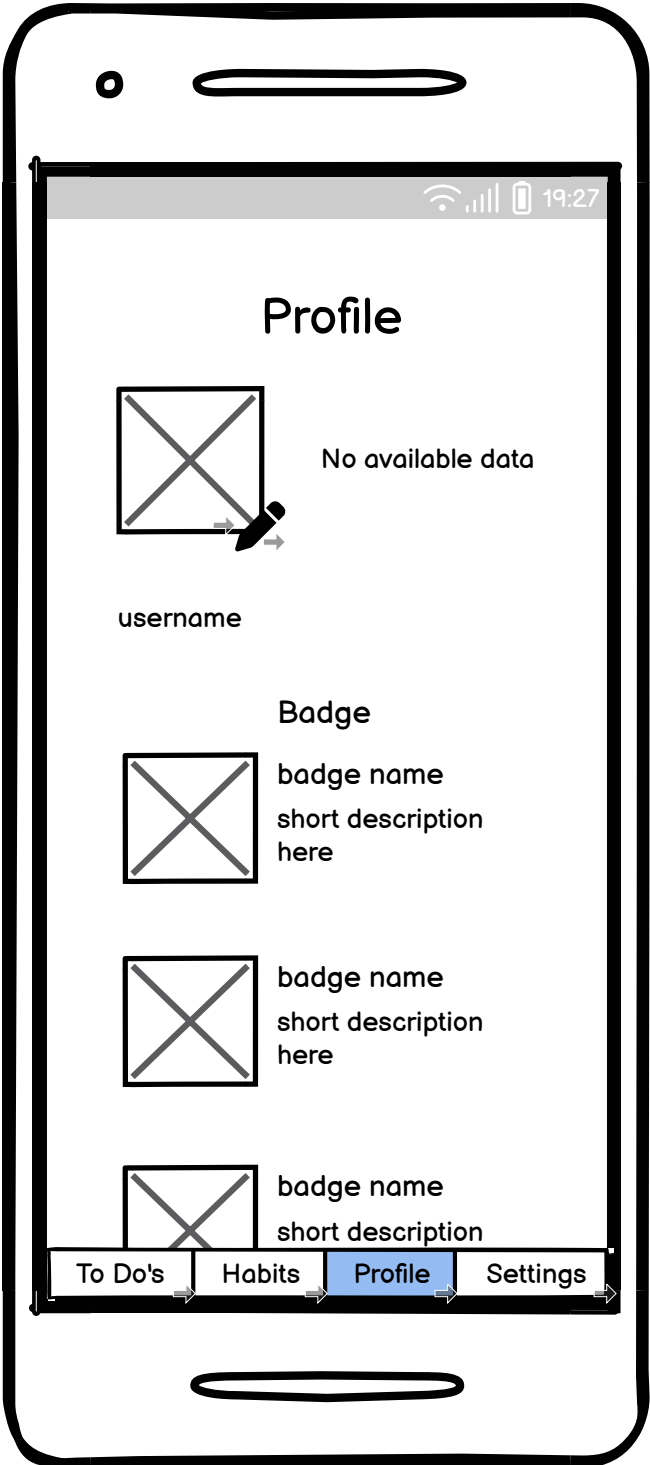 19:27
Profile
No available data
username
Badge
badge name
short description
here
badge name
short description
here
badge name
short description
To Do's Habits Profile Settings